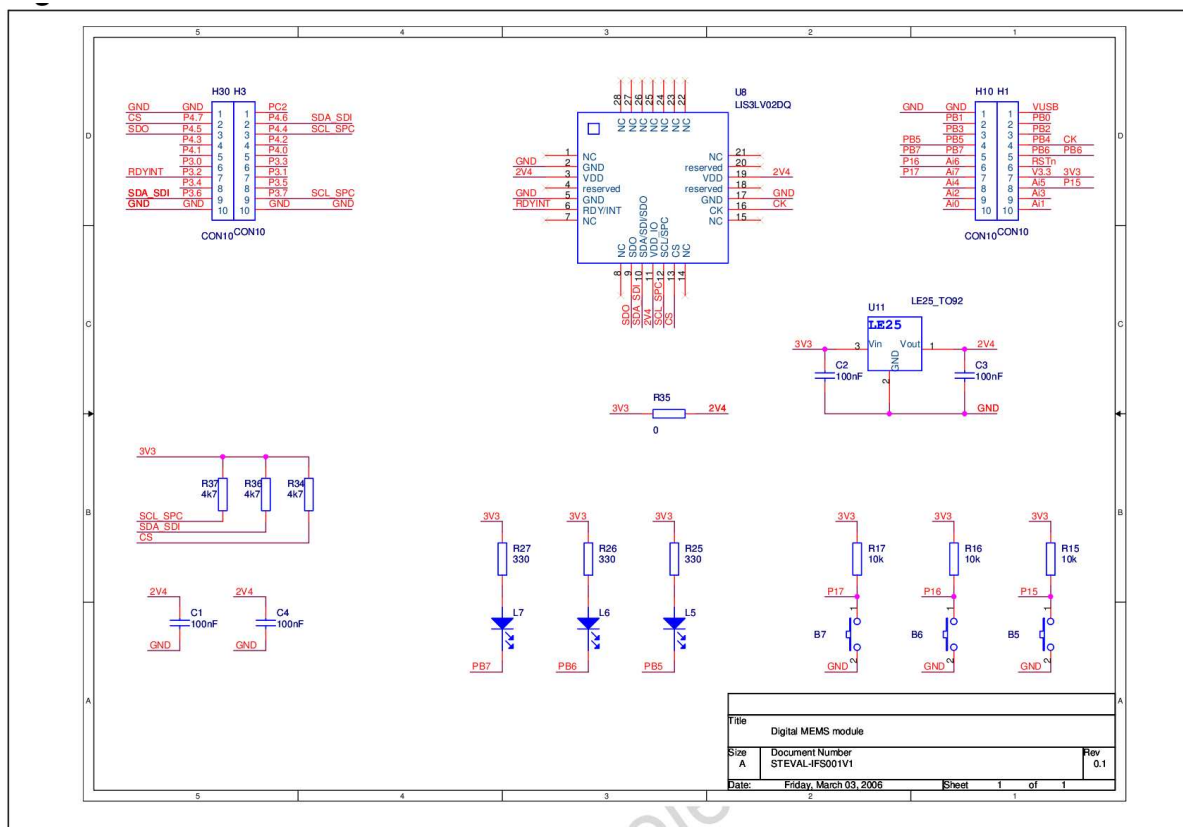 5 4 3 2 1
D D
C C
B B
A A
H30 H3
GND GND 1 1 PC2
CS P4.7 2 2 P4.6 SDA_SDI
SDO P4.5 3 3 P4.4 SCL_SPC
P4.3 4 4 P4.2
P4.1 5 5 P4.0
P3.0 6 6 P3.3
RDYINT P3.2 7 7 P3.1
P3.4 8 8 P3.5
SDA_SDI P3.6 9 9 P3.7 SCL_SPC
GND GND 10 10 GND GND
CON10 CON10
U8
LIS3LV02DQ
28 27 26 25 24 23 22
NC NC NC NC NC NC NC
1 NC
GND 2 GND
2V4 3 VDD
4 reserved
GND 5 GND
RDYINT 6 RDY/INT
7 NC
NC 21
reserved 20
VDD 19 2V4
reserved 18
GND 17 GND
CK 16 CK
NC 15
NC SDO SDA/SDI/SDO VDD_IO SCL/SPC CS NC
8 9 10 11 12 13 14
SDO SDA_SDI 2V4 SCL_SPC CS
H10 H1
GND GND 1 1 VUSB
PB1 2 2 PB0
PB3 3 3 PB2
PB5 PB5 4 4 PB4 CK
PB7 PB7 5 5 PB6 PB6
P16 Ai6 6 6 RSTn
P17 Ai7 7 7 V3.3 3V3
Ai4 8 8 Ai5 P15
Ai2 9 9 Ai3
Ai0 10 10 Ai1
CON10 CON10
U11 LE25_TO92
LE25
3V3 3 Vin Vout 1 2V4
GND 2
C2
100nF
C3
100nF
GND
R35
3V3 2V4
0
3V3
R37 R36 R34
4k7 4k7 4k7
SCL_SPC
SDA_SDI
CS
2V4 2V4
C1 C4
100nF 100nF
GND GND
3V3 3V3 3V3
R27 R26 R25
330 330 330
L7 L6 L5
PB7 PB6 PB5
3V3 3V3 3V3
R17 R16 R15
10k 10k 10k
P17 P16 P15
1 1 1
B7 B6 B5
2 2 2
GND GND GND
Title
Digital MEMS module
Size Document Number Rev
A STEVAL-IFS001V1 0.1
Date: Friday, March 03, 2006 Sheet 1 of 1
5 4 3 2 1